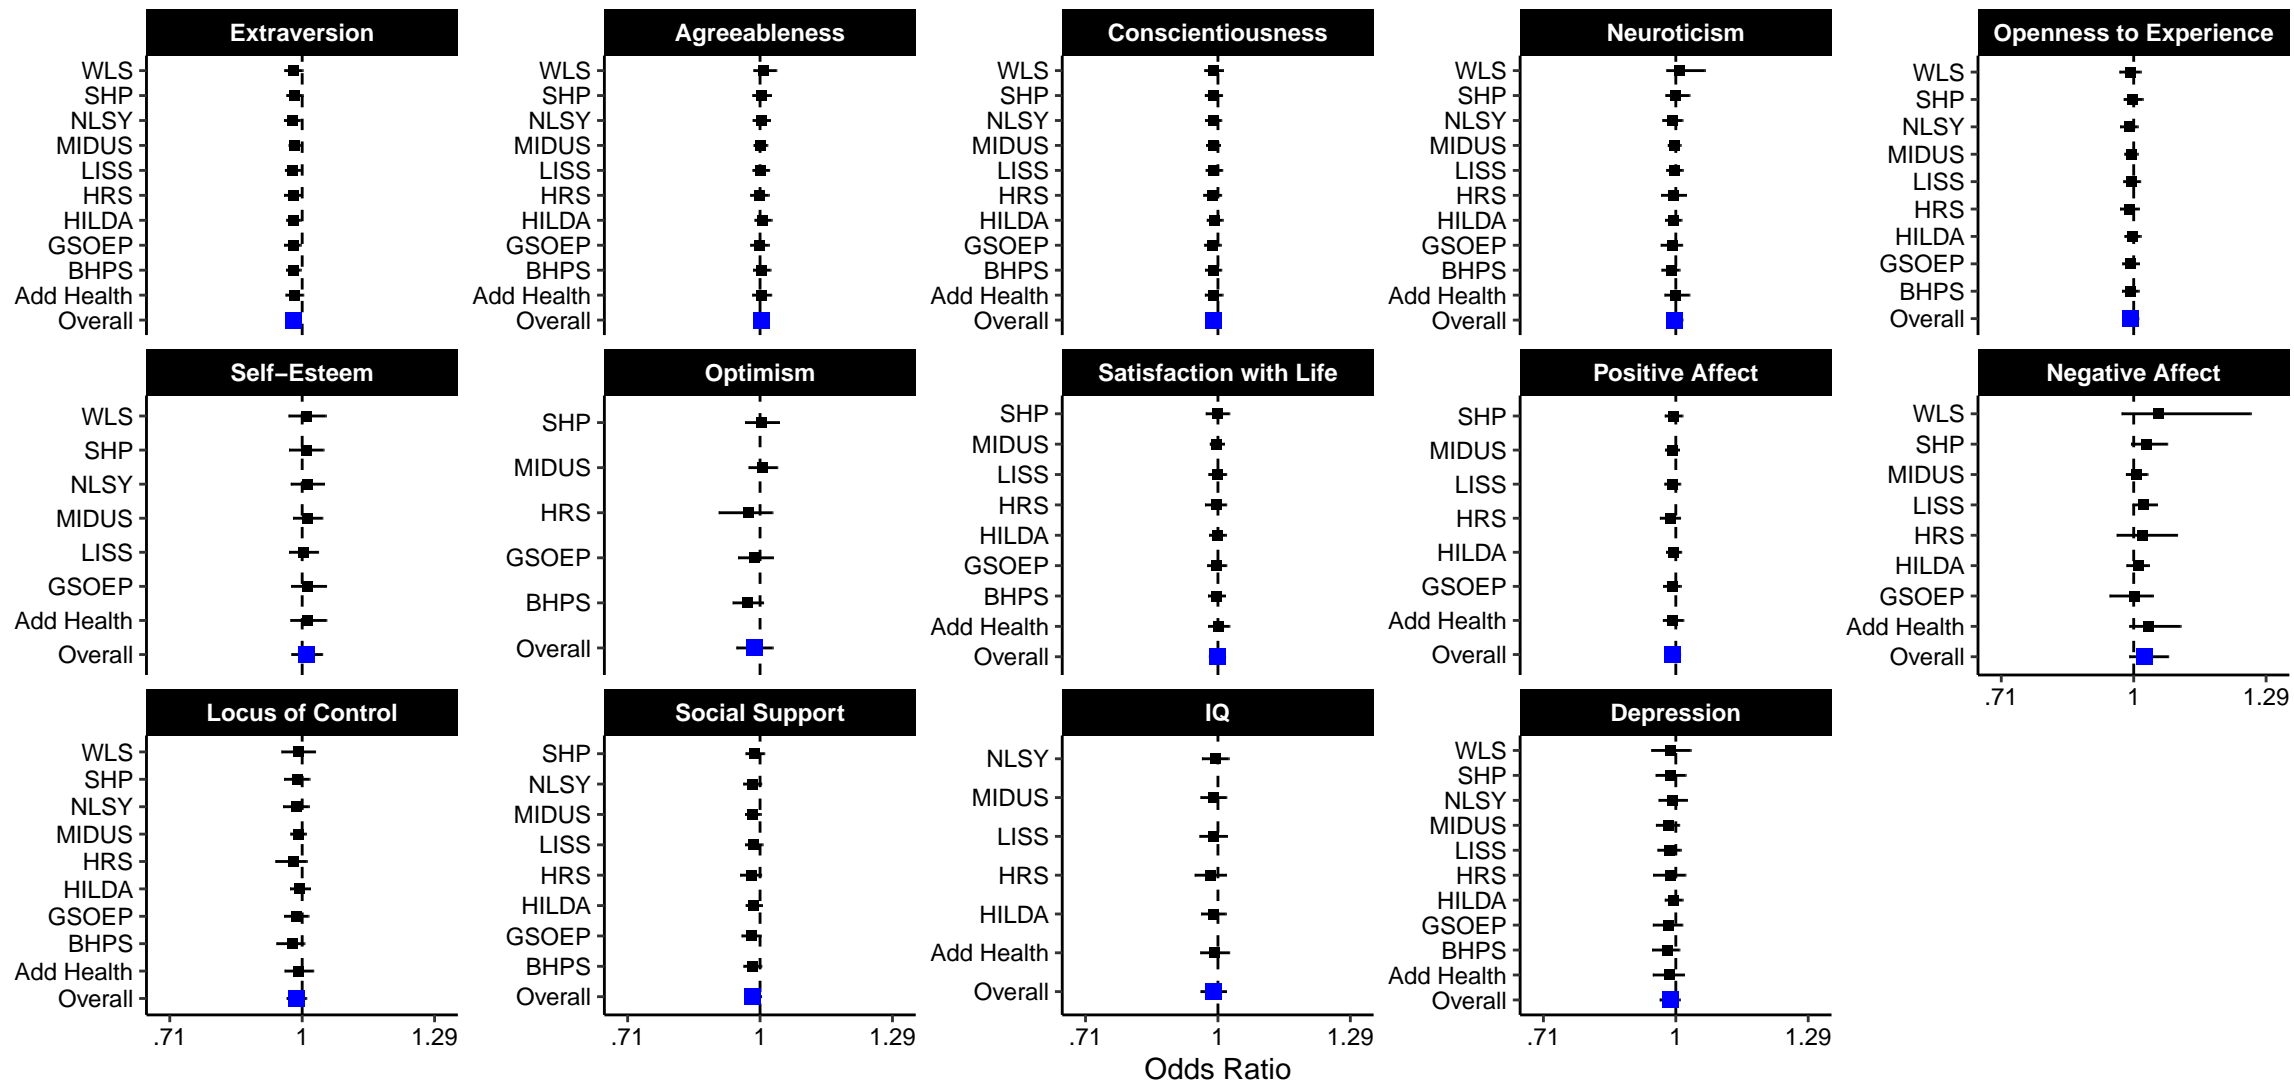 Extraversion
WLS
SHP
NLSY
MIDUS
LISS
HRS
HILDA
GSOEP
BHPS
Add Health
Overall
Agreeableness
WLS
SHP
NLSY
MIDUS
LISS
HRS
HILDA
GSOEP
BHPS
Add Health
Overall
Conscientiousness
WLS
SHP
NLSY
MIDUS
LISS
HRS
HILDA
GSOEP
BHPS
Add Health
Overall
Neuroticism
WLS
SHP
NLSY
MIDUS
LISS
HRS
HILDA
GSOEP
BHPS
Add Health
Overall
Openness to Experience
WLS
SHP
NLSY
MIDUS
LISS
HRS
HILDA
GSOEP
BHPS
Overall
Self−Esteem
WLS
SHP
NLSY
MIDUS
LISS
GSOEP
Add Health
Overall
Optimism
SHP
MIDUS
HRS
GSOEP
BHPS
Overall
Satisfaction with Life
SHP
MIDUS
LISS
HRS
HILDA
GSOEP
BHPS
Add Health
Overall
Positive Affect
SHP
MIDUS
LISS
HRS
HILDA
GSOEP
Add Health
Overall
Negative Affect
WLS
SHP
MIDUS
LISS
HRS
HILDA
GSOEP
Add Health
Overall
.71 1 1.29
Locus of Control
WLS
SHP
NLSY
MIDUS
HRS
HILDA
GSOEP
BHPS
Add Health
Overall
.71 1 1.29
Social Support
SHP
NLSY
MIDUS
LISS
HRS
HILDA
GSOEP
BHPS
Overall
.71 1 1.29
IQ
NLSY
MIDUS
LISS
HRS
HILDA
Add Health
Overall
.71 1 1.29
Depression
WLS
SHP
NLSY
MIDUS
LISS
HRS
HILDA
GSOEP
BHPS
Add Health
Overall
.71 1 1.29
Odds Ratio